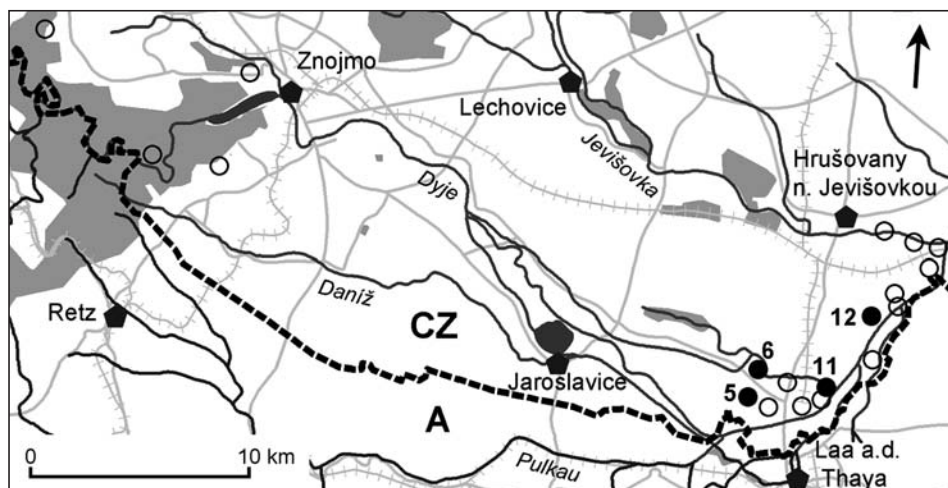 Znojmo
Lechovice
Jevišovka
Hrušovany
n. Jevišovkou
Dyje
Daníž
Retz
CZ
12
6
11
5
Jaroslavice
A
Laa a.d.
Thaya
Pulkau
0
10 km